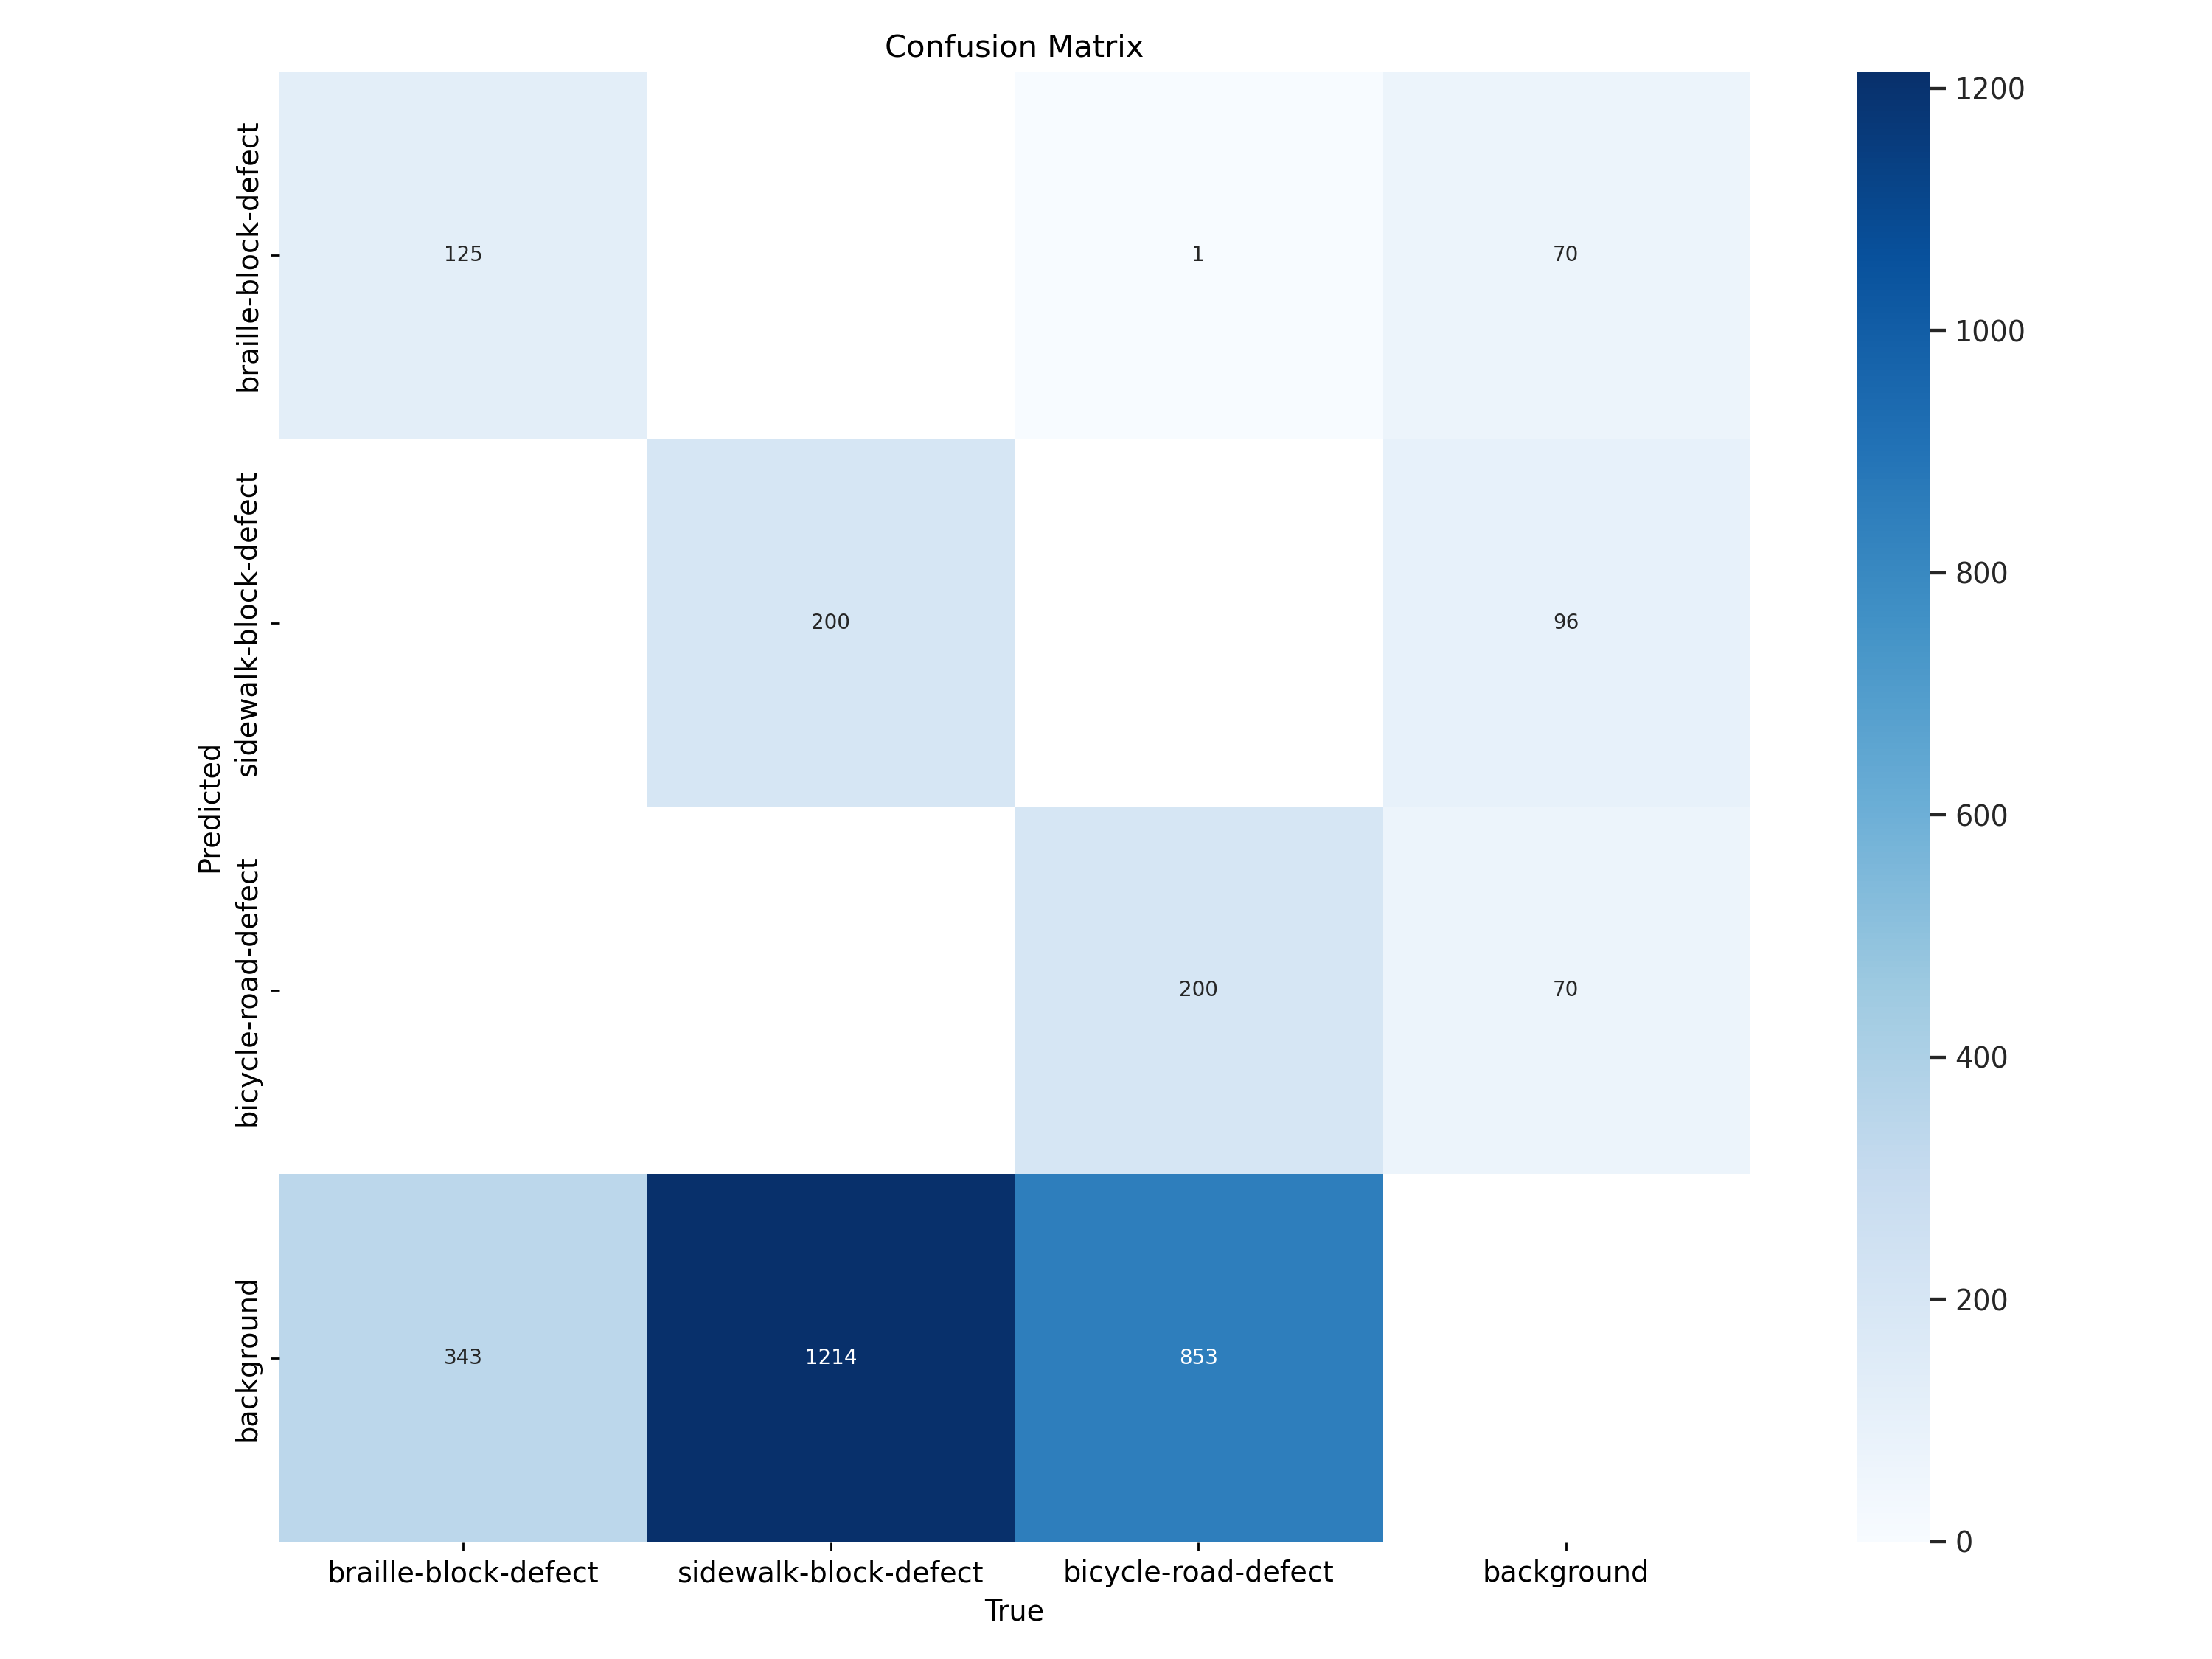 Confusion Matrix
Predicted
braille-block-defect
125
1
70
sidewalk-block-defect
200
96
bicycle-road-defect
200
70
background
343
1214
853
braille-block-defect
sidewalk-block-defect
bicycle-road-defect
background
True
1200
1000
800
600
400
200
0